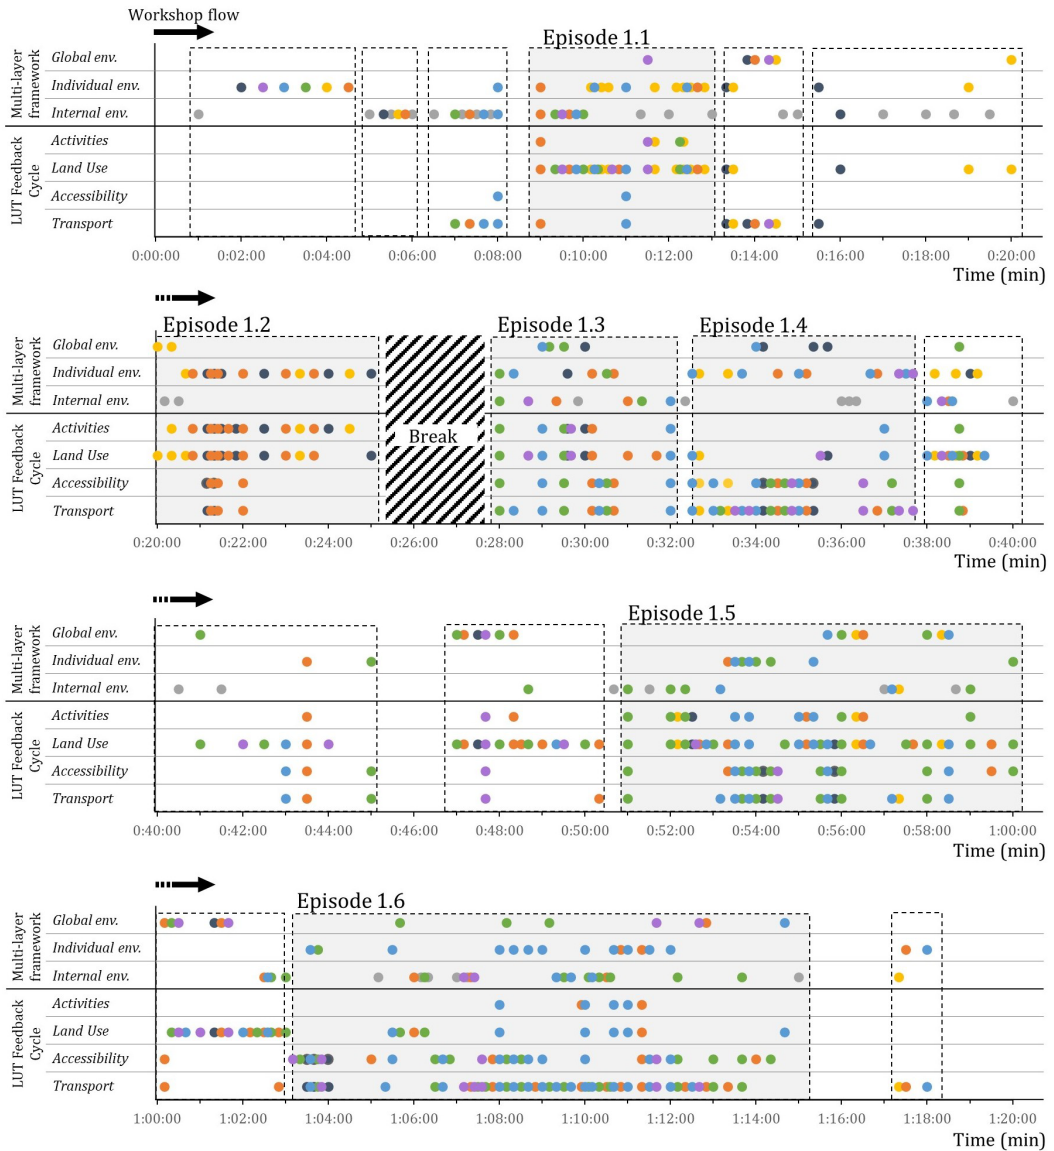 Workshop flow
Episode 1.1
Multi-layer
framework
Global env.
Individual env.
Internal env.
LUT Feedback
Cycle
Activities
Land Use
Accessibility
Transport
0:00:00 0:02:00 0:04:00 0:06:00 0:08:00 0:10:00 0:12:00 0:14:00 0:16:00 0:18:00 0:20:00
Time (min)
Episode 1.2 Episode 1.3 Episode 1.4
Multi-layer
framework
Global env.
Individual env.
Internal env.
LUT Feedback
Cycle
Activities
Break
Land Use
Accessibility
Transport
0:20:00 0:22:00 0:24:00 0:26:00 0:28:00 0:30:00 0:32:00 0:34:00 0:36:00 0:38:00 0:40:00
Time (min)
Episode 1.5
Multi-layer
framework
Global env.
Individual env.
Internal env.
LUT Feedback
Cycle
Activities
Land Use
Accessibility
Transport
0:40:00 0:42:00 0:44:00 0:46:00 0:48:00 0:50:00 0:52:00 0:54:00 0:56:00 0:58:00 1:00:00
Time (min)
Episode 1.6
Multi-layer
framework
Global env.
Individual env.
Internal env.
LUT Feedback
Cycle
Activities
Land Use
Accessibility
Transport
1:00:00 1:02:00 1:04:00 1:06:00 1:08:00 1:10:00 1:12:00 1:14:00 1:16:00 1:18:00 1:20:00
Time (min)